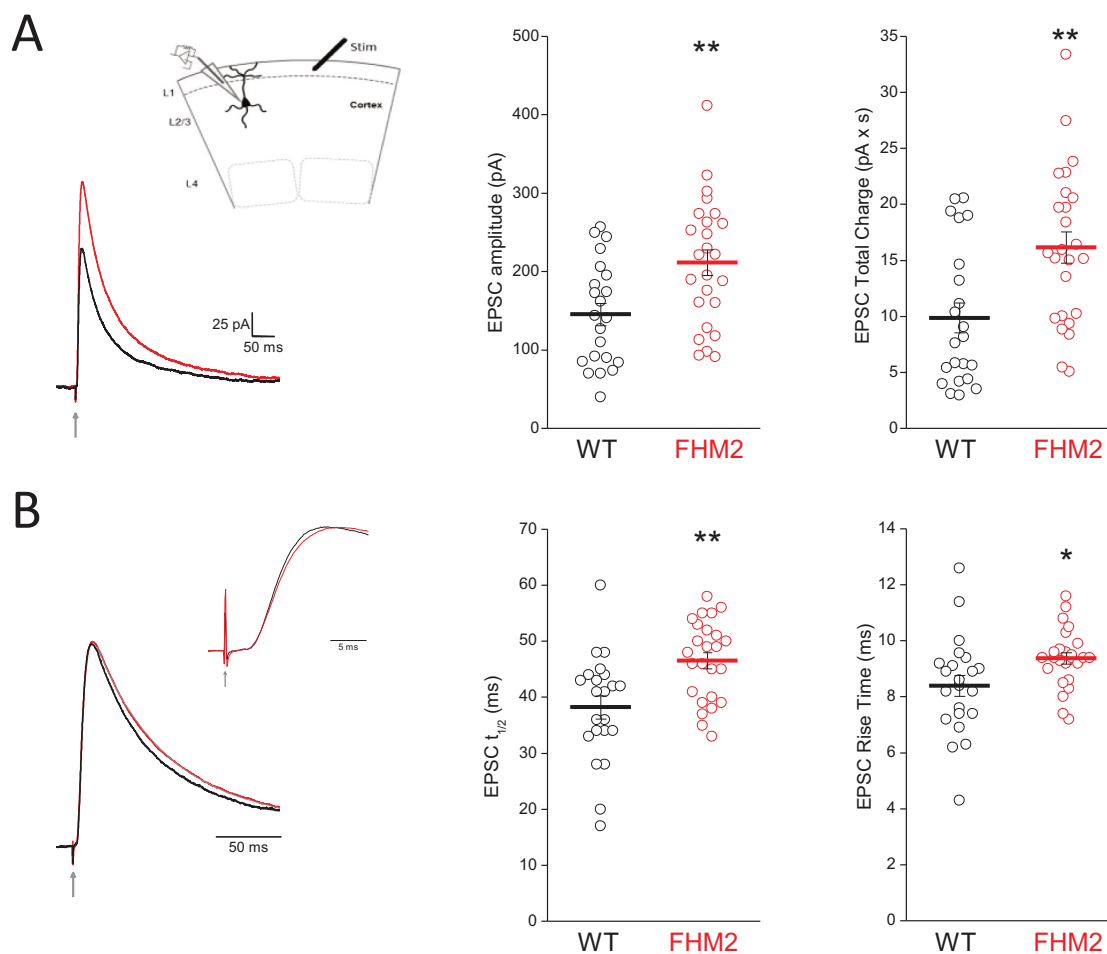 A
Stim
L1
Cortex
L2/3
L4
25 pA
50 ms
EPSC amplitude (pA)
500
400
300
200
100
0
**
WT
FHM2
EPSC Total Charge (pA x s)
35
30
25
20
15
10
5
0
**
WT
FHM2
B
5 ms
50 ms
EPSC t1/2 (ms)
70
60
50
40
30
20
10
0
**
WT
FHM2
EPSC Rise Time (ms)
14
12
10
8
6
4
2
0
*
WT
FHM2